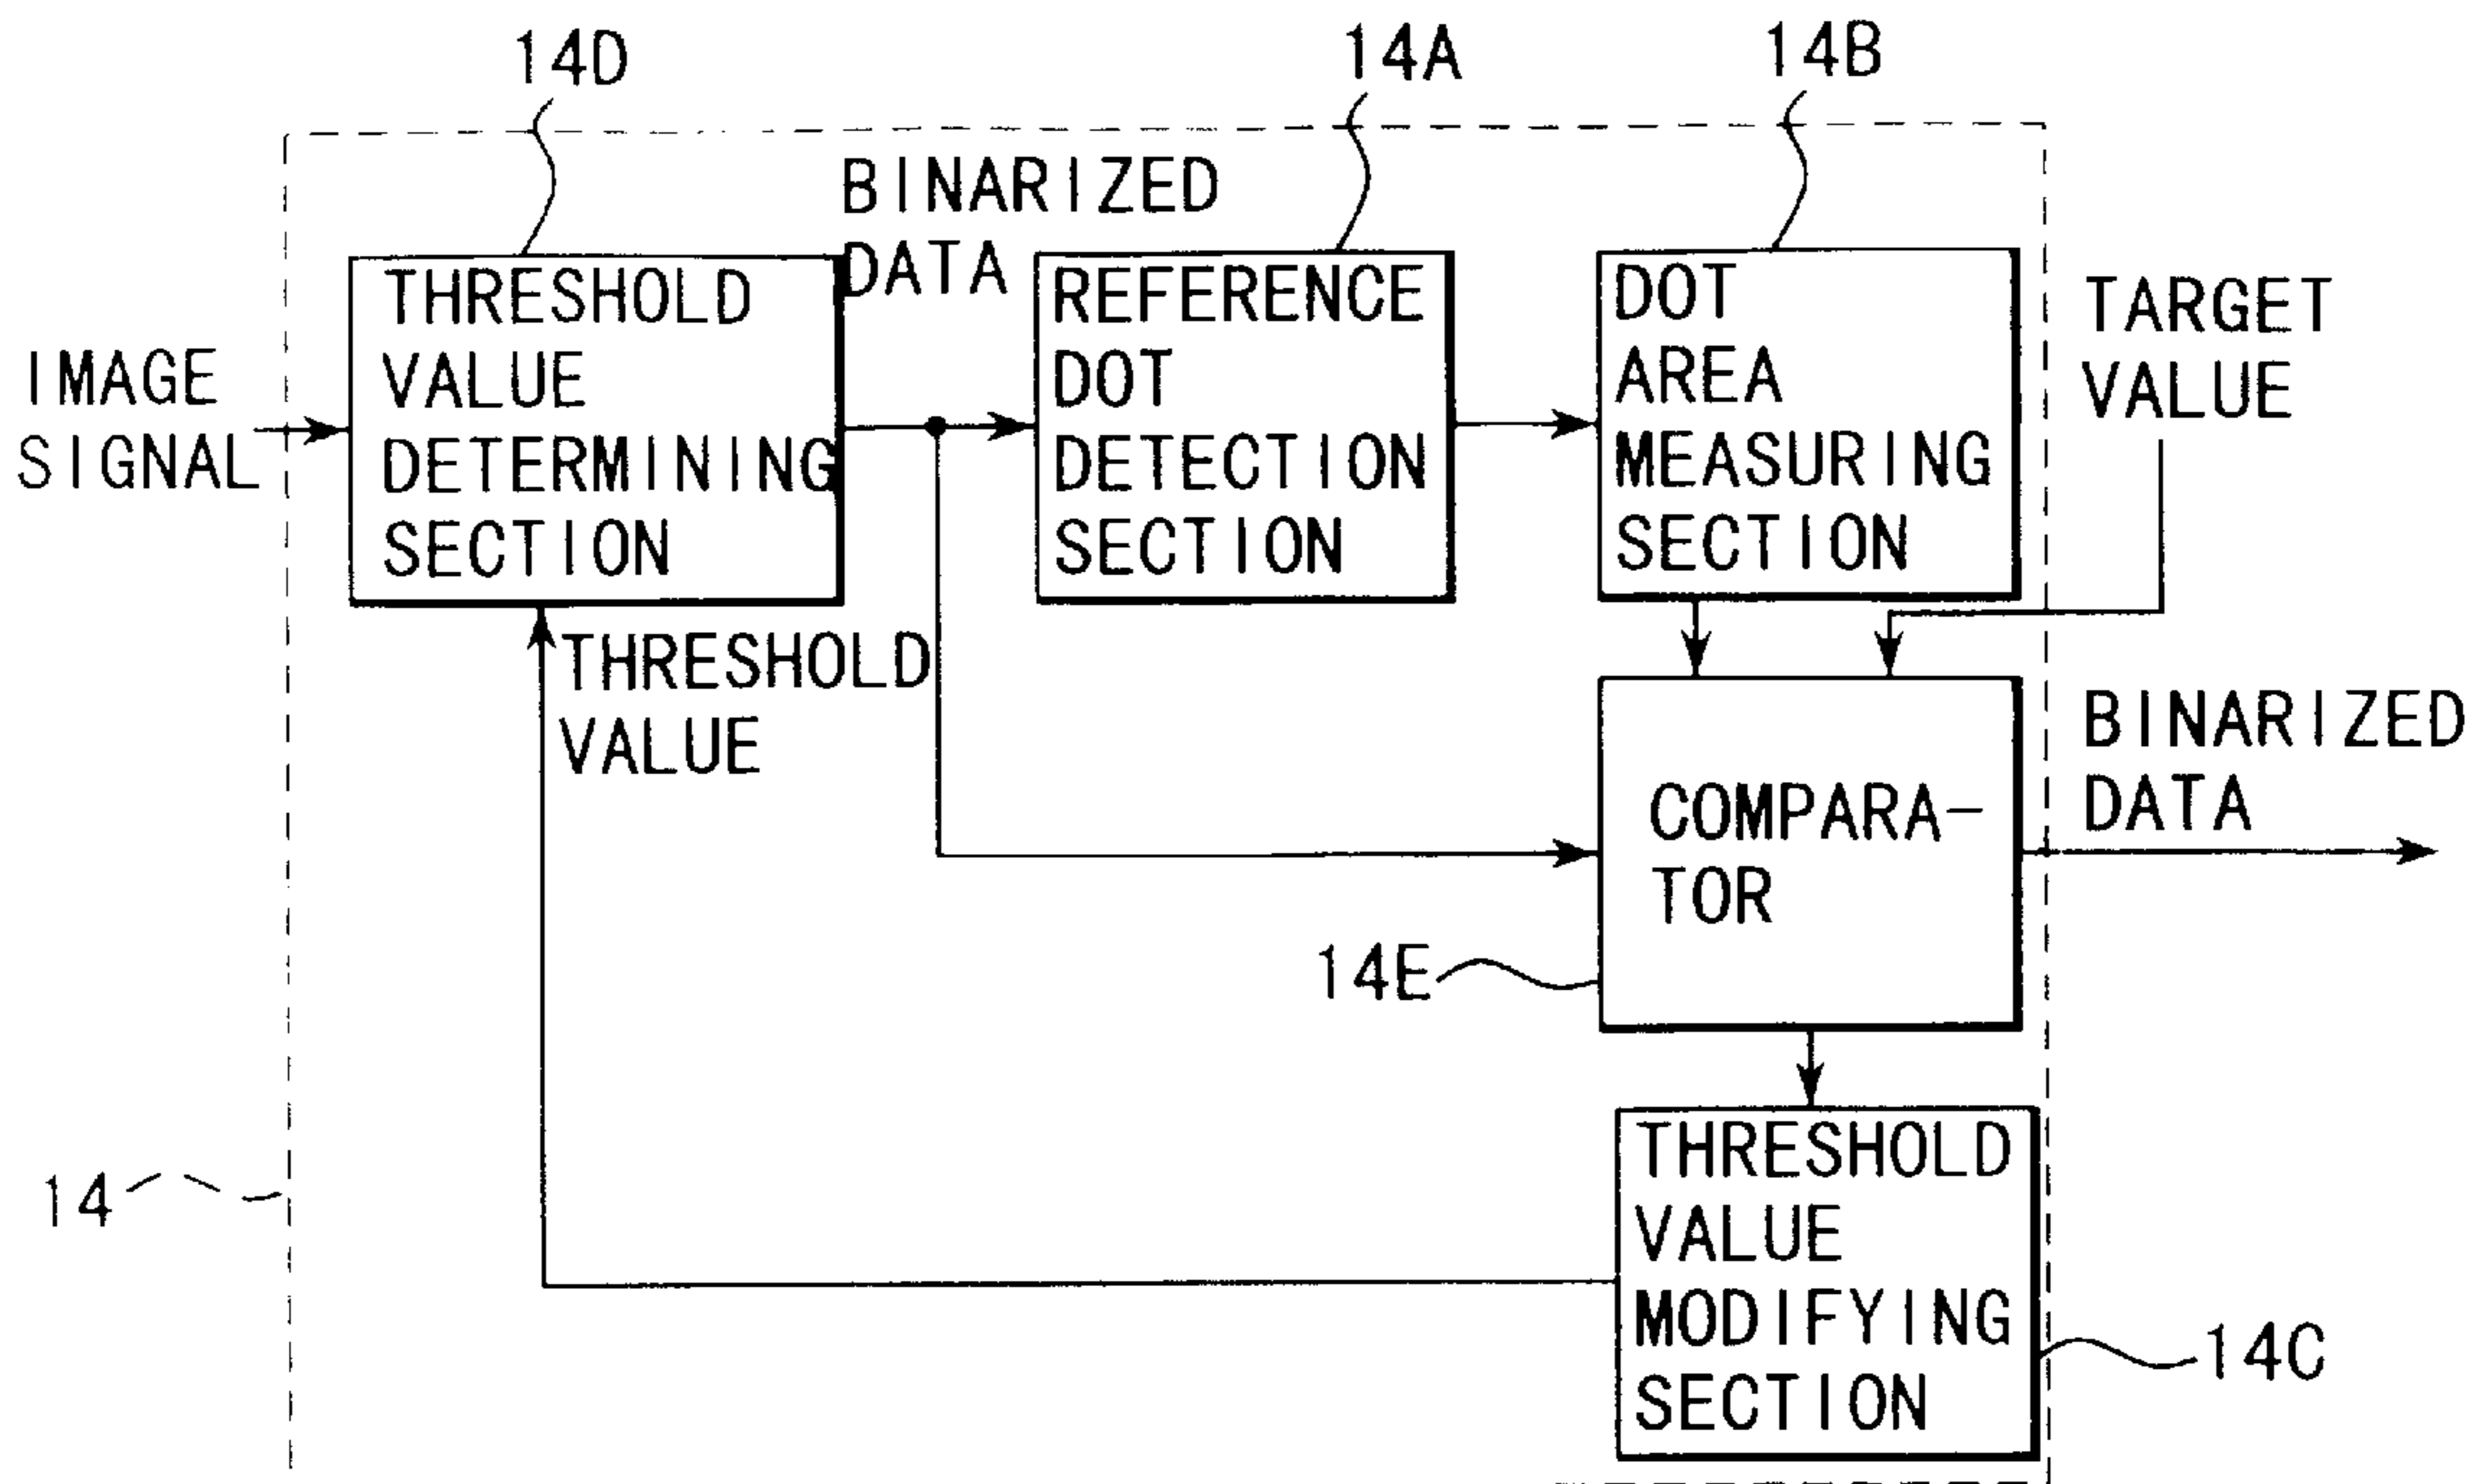 14D
14A
14B
BINARIZED
DATA
THRESHOLD
VALUE
DETERMINING
SECTION
REFERENCE
DOT
DETECTION
SECTION
DOT
AREA
MEASURING
SECTION
TARGET
VALUE
IMAGE
SIGNAL
THRESHOLD
VALUE
COMPARA-
TOR
BINARIZED
DATA
14E
14
THRESHOLD
VALUE
MODIFYING
SECTION
14C